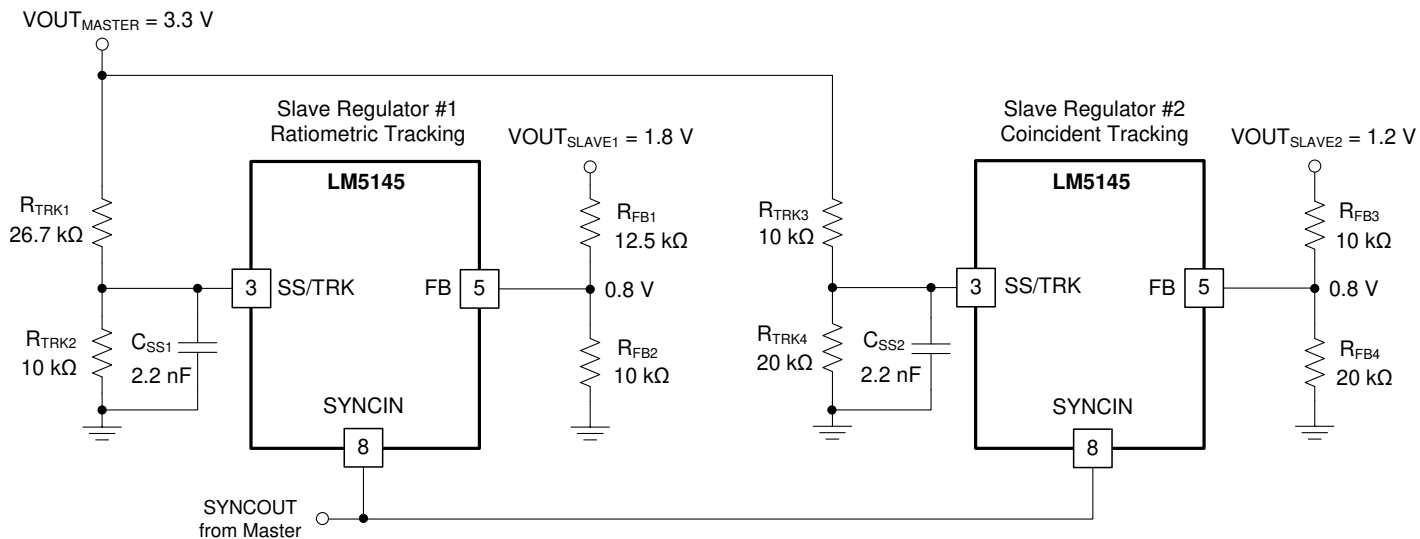 VOUTMASTER = 3.3 V
Slave Regulator #1
Ratiometric Tracking
VOUTSLAVE1 = 1.8 V
LM5145
RTRK1
26.7 kΩ
RFB1
12.5 kΩ
3
SS/TRK
FB
5
0.8 V
RTRK2
10 kΩ
CSS1
2.2 nF
RFB2
10 kΩ
SYNCIN
8
SYNCOUT
from Master
Slave Regulator #2
Coincident Tracking
VOUTSLAVE2 = 1.2 V
LM5145
RTRK3
10 kΩ
RFB3
10 kΩ
3
SS/TRK
FB
5
0.8 V
RTRK4
20 kΩ
CSS2
2.2 nF
RFB4
20 kΩ
SYNCIN
8